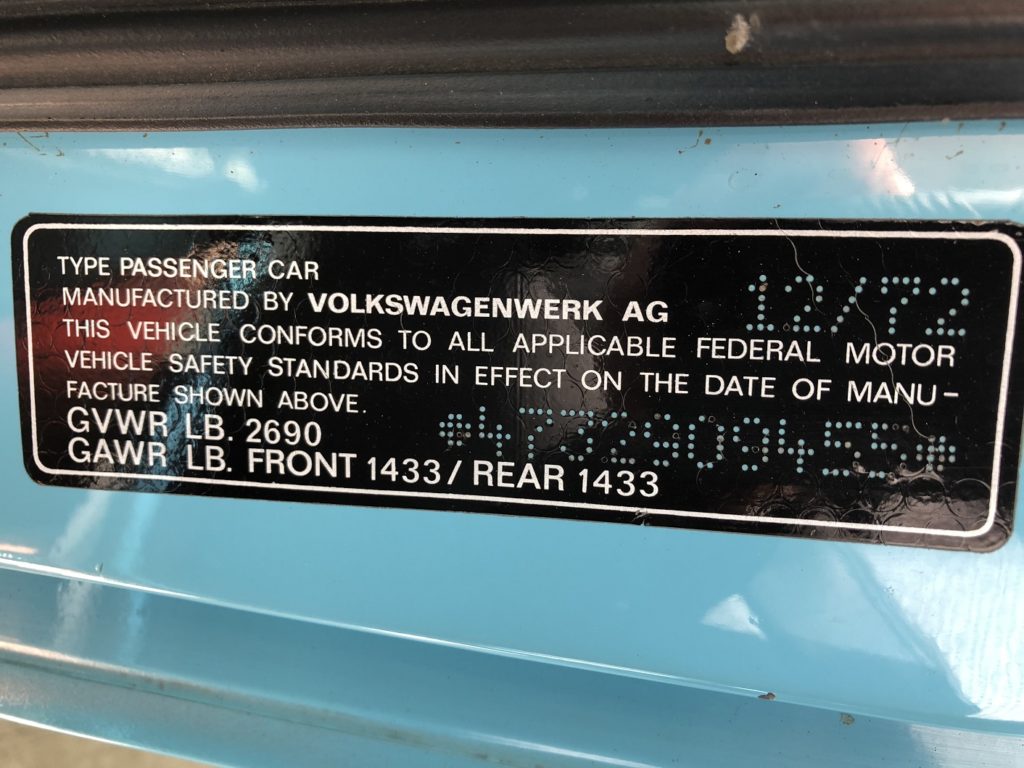 TYPE PASSENGER CAR
MANUFACTURED BY VOLKSWAGENWERK AG 12/72
THIS VEHICLE CONFORMS TO ALL APPLICABLE FEDERAL MOTOR
VEHICLE SAFETY STANDARDS IN EFFECT ON THE DATE OF MANU-
FACTURE SHOWN ABOVE.
GVWR LB. 2690 *4732909455*
GAWR LB. FRONT 1433/ REAR 1433